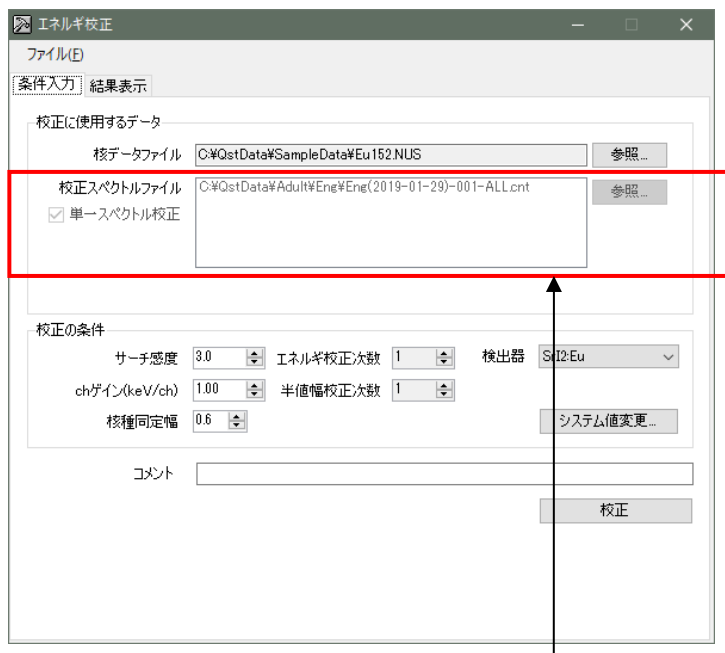 エネルギ校正
ファイル(F)
条件入力 結果表示
校正に使用するデータ
核データファイル C:¥QstData¥SampleData¥Eu152.NUS 参照...
校正スペクトルファイル C:¥QstData¥Adult¥Eng¥Eng(2019-01-29)-001-ALL.cnt 参照...
単一スペクトル校正
校正の条件
サーチ感度 3.0 エネルギ校正次数 1 検出器 SrI2:Eu
chゲイン(keV/ch) 1.00 半値幅校正次数 1
核種同定幅 0.6 システム値変更...
コメント
校正